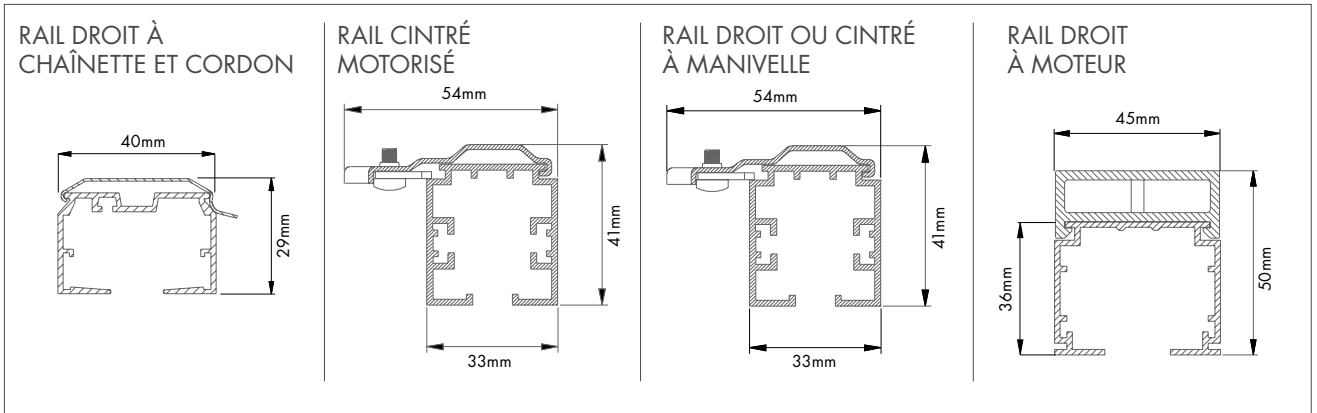 RAIL DROIT À
CHAÎNETTE ET CORDON
40mm
29mm
RAIL CINTRÉ
MOTORISÉ
54mm
41mm
33mm
RAIL DROIT OU CINTRÉ
À MANIVELLE
54mm
41mm
33mm
RAIL DROIT
À MOTEUR
45mm
36mm
50mm